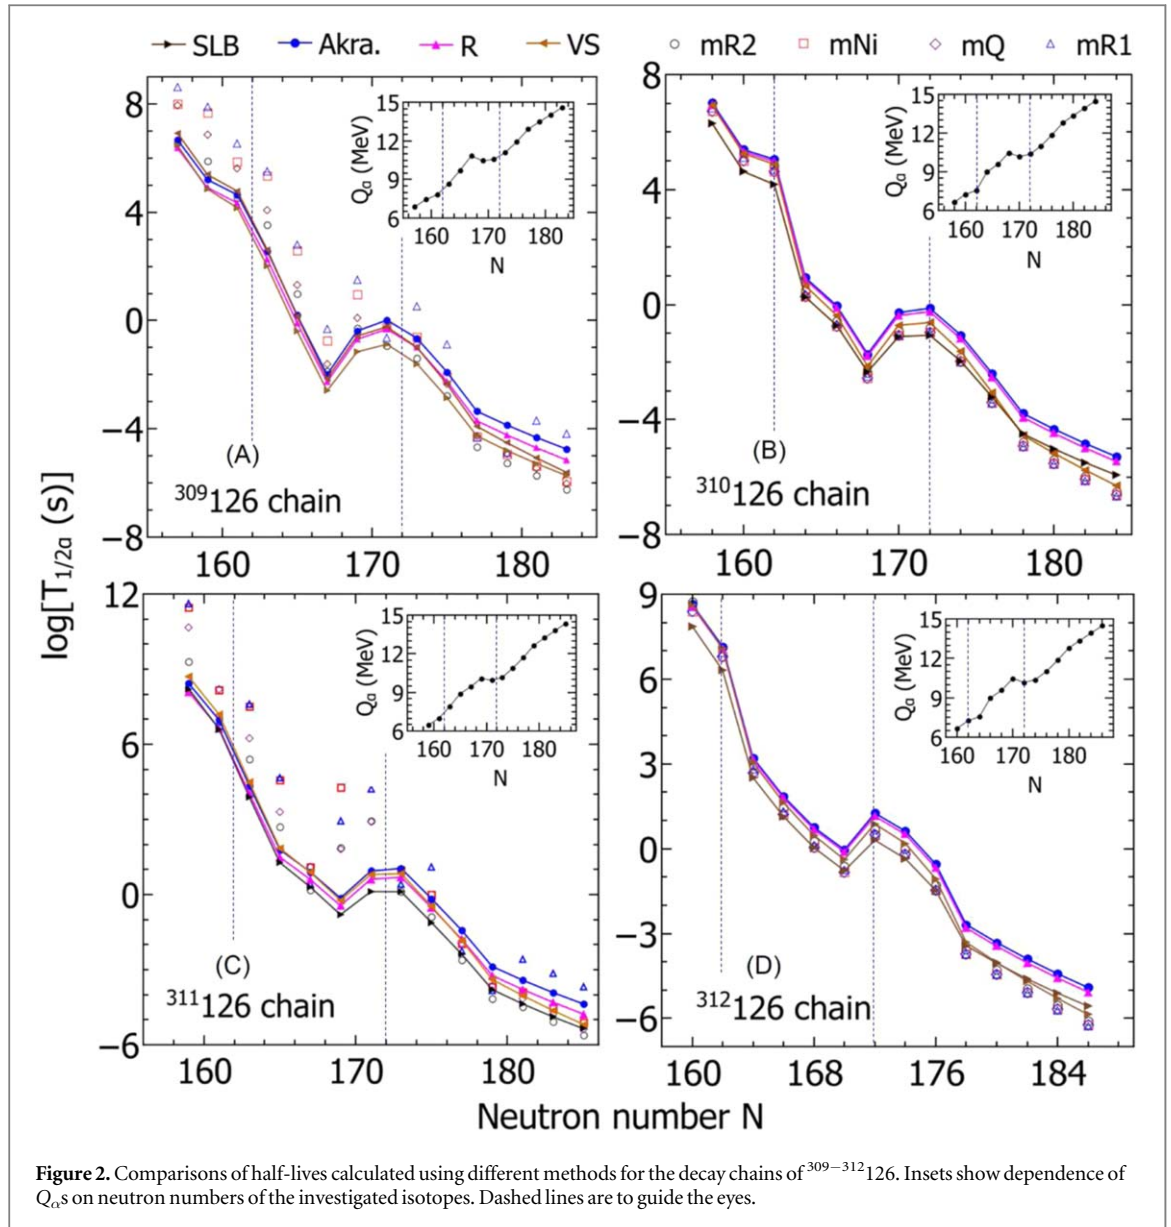 SLB Akra. R VS mR2 mNi mQ mR1
8
4
0
−4
−8
160 170 180
(A)
³⁰⁹126 chain
15
12
9
6
Qα (MeV)
160 170 180
N
8
4
0
−4
−8
160 170 180
(B)
³¹⁰126 chain
15
12
9
6
Qα (MeV)
160 170 180
N
log[T1/2α (s)]
12
6
0
−6
160 170 180
(C)
³¹¹126 chain
15
12
9
6
Qα (MeV)
160 170 180
N
9
6
3
0
−3
−6
160 168 176 184
(D)
³¹²126 chain
15
12
9
6
Qα (MeV)
160 170 180
N
Neutron number N
Figure 2. Comparisons of half-lives calculated using different methods for the decay chains of ³⁰⁹⁻³¹²126. Insets show dependence of
Qαs on neutron numbers of the investigated isotopes. Dashed lines are to guide the eyes.